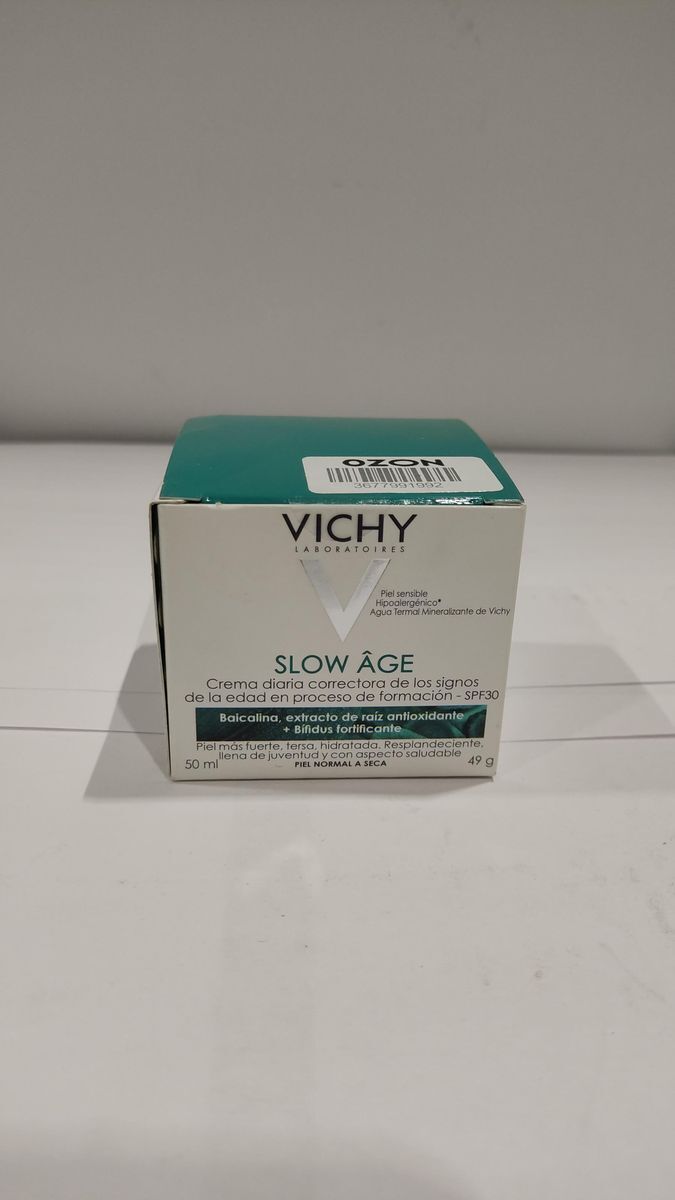 OZON
3677991992
VICHY
LABORATOIRES
Piel sensible
Hipoalergénico*
Agua Termal Mineralizante de Vichy
SLOW ÂGE
Crema diaria correctora de los signos
de la edad en proceso de formación - SPF30
Baicalina, extracto de raíz antioxidante
+ Bífidus fortificante
Piel más fuerte, tersa, hidratada. Resplandeciente,
llena de juventud y con aspecto saludable
50 ml PIEL NORMAL A SECA 49 g